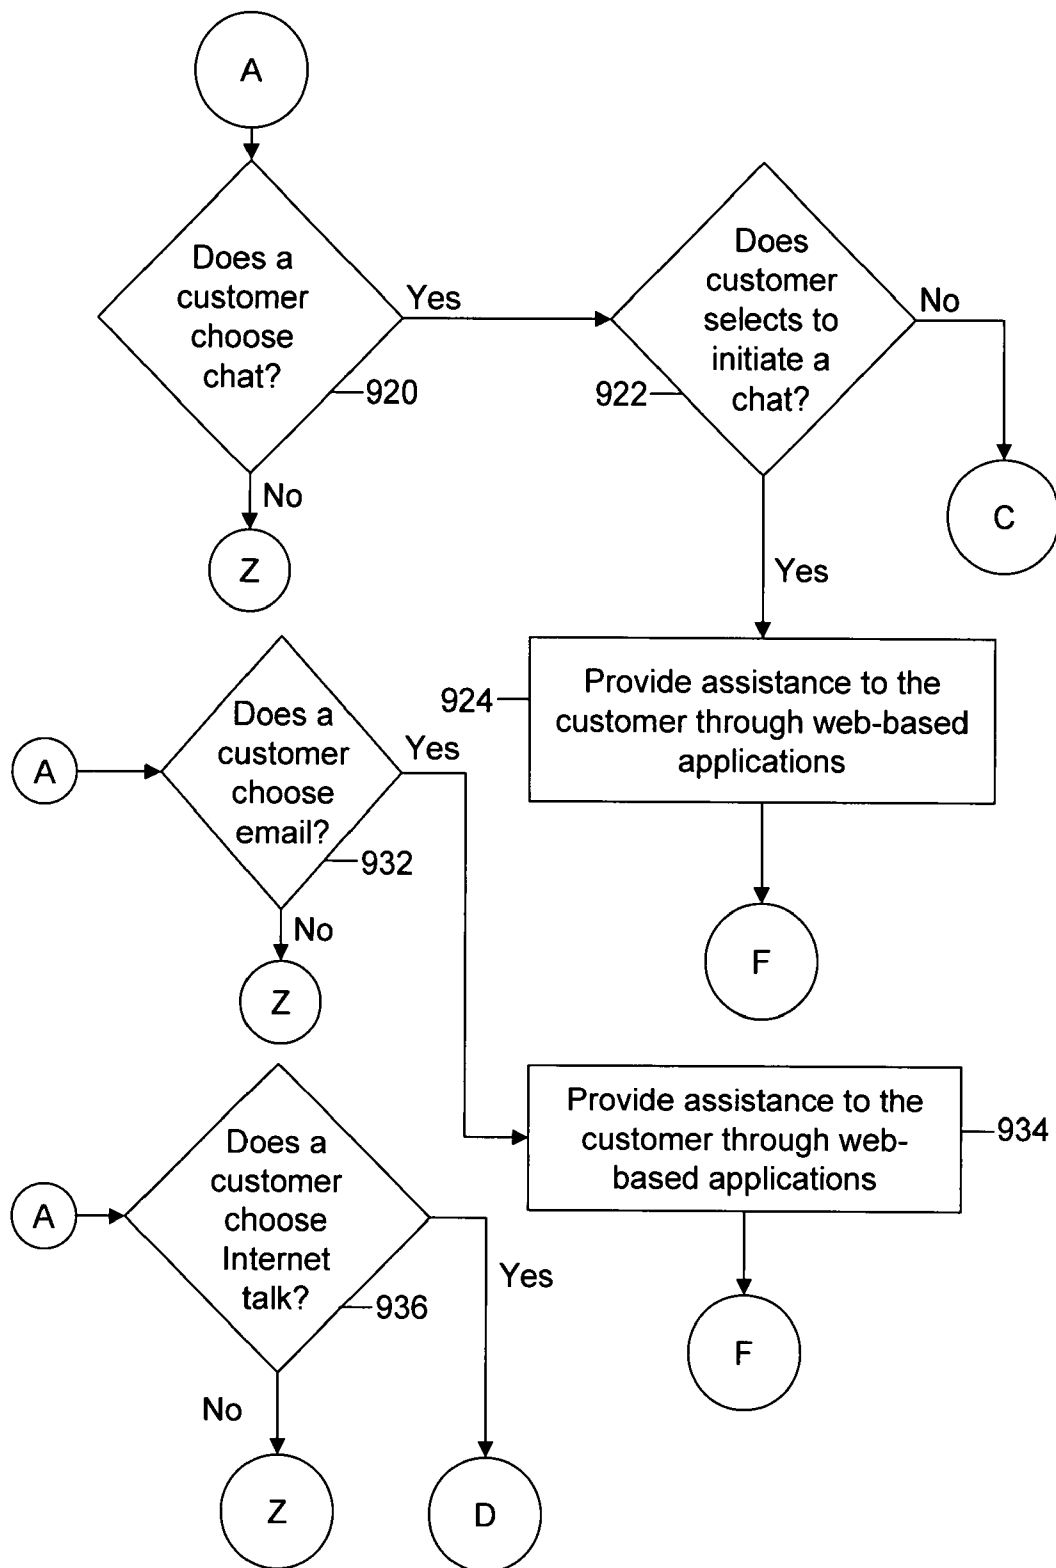 A
Does a
customer
choose
chat?
Yes
920
No
Z
Does
customer
selects to
initiate a
chat?
922
No
C
Yes
Provide assistance to the
customer through web-based
applications
924
F
A
Does a
customer
choose
email?
Yes
932
No
Z
Provide assistance to the
customer through web-
based applications
934
F
A
Does a
customer
choose
Internet
talk?
936
Yes
No
Z
D